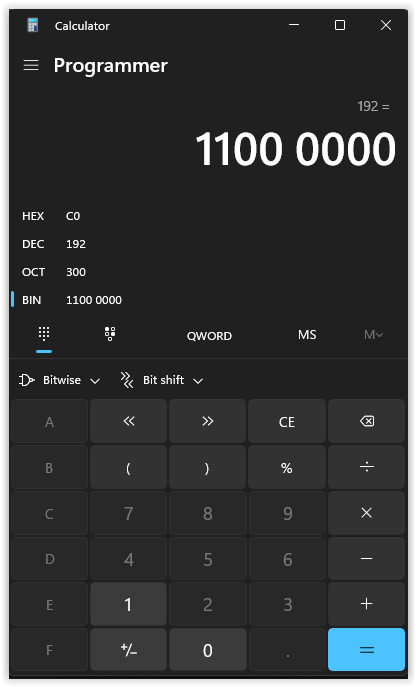 Calculator
Programmer
192 =
1100 0000
HEX C0
DEC 192
OCT 300
BIN 1100 0000
QWORD MS M
Bitwise Bit shift
A « » CE
B ( ) % ÷
C 7 8 9 ×
D 4 5 6 −
E 1 2 3 +
F +/− 0 . =